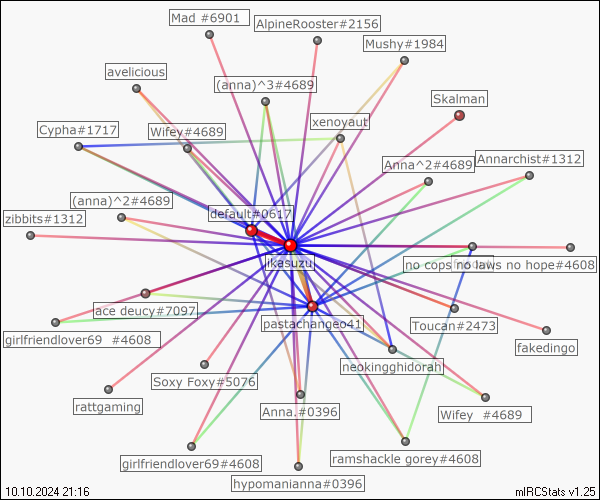 Mad #6901
AlpineRooster#2156
Mushy#1984
avelicious
(anna)^3#4689
Skalman
Cypha#1717
Wifey#4689
xenoyaut
Anna^2#4689
Annarchist#1312
(anna)^2#4689
default#0617
zibbits#1312
ikasuzu
no cops no laws no hope#4608
ace deucy#7097
pastachangeo41
Toucan#2473
girlfriendlover69 #4608
neokingghidorah
fakedingo
Soxy Foxy#5076
rattgaming
Anna.#0396
Wifey #4689
girlfriendlover69#4608
ramshackle gorey#4608
hypomanianna#0396
10.10.2024 21:16
mIRCStats v1.25